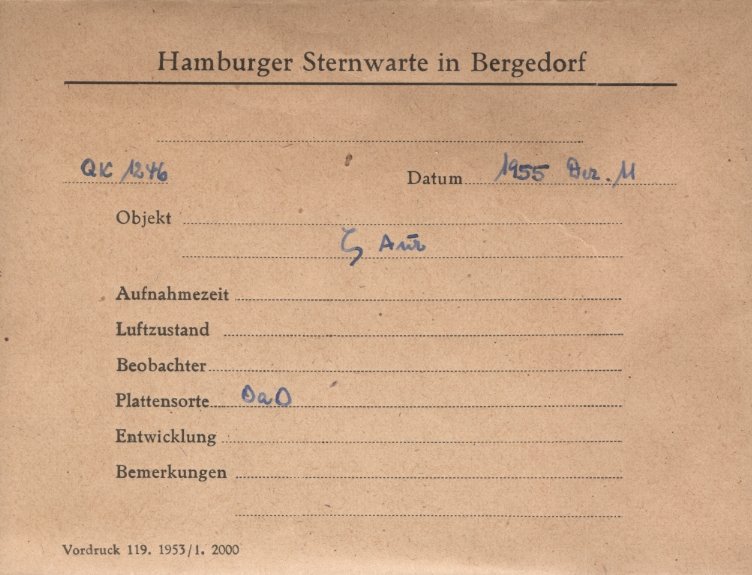 Hamburger Sternwarte in Bergedorf
QK 1246 Datum 1955 Dez. 11
Objekt
ζ Aur
Aufnahmezeit
Luftzustand
Beobachter
Plattensorte OaO
Entwicklung
Bemerkungen
Vordruck 119. 1953/1. 2000